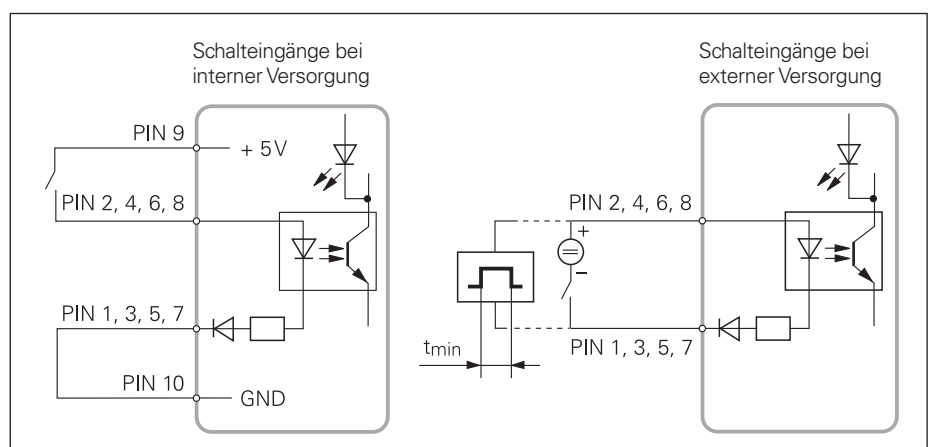 Schalteingänge bei
interner Versorgung
PIN 9
+ 5V
PIN 2, 4, 6, 8
PIN 1, 3, 5, 7
PIN 10
GND
Schalteingänge bei
externer Versorgung
PIN 2, 4, 6, 8
+
=
−
PIN 1, 3, 5, 7
tmin